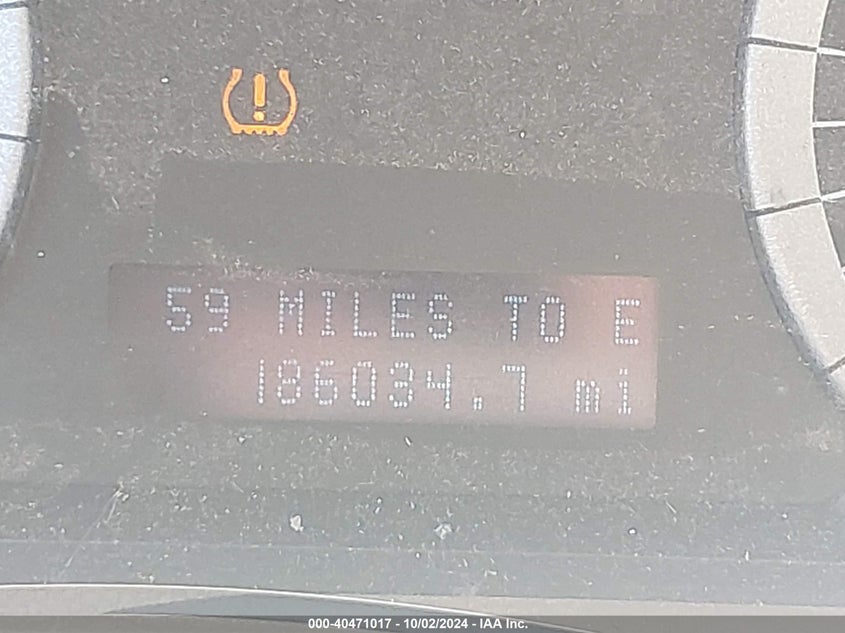 59 MILES TO E
186034.7 mi
000-40471017 - 10/02/2024 - IAA Inc.